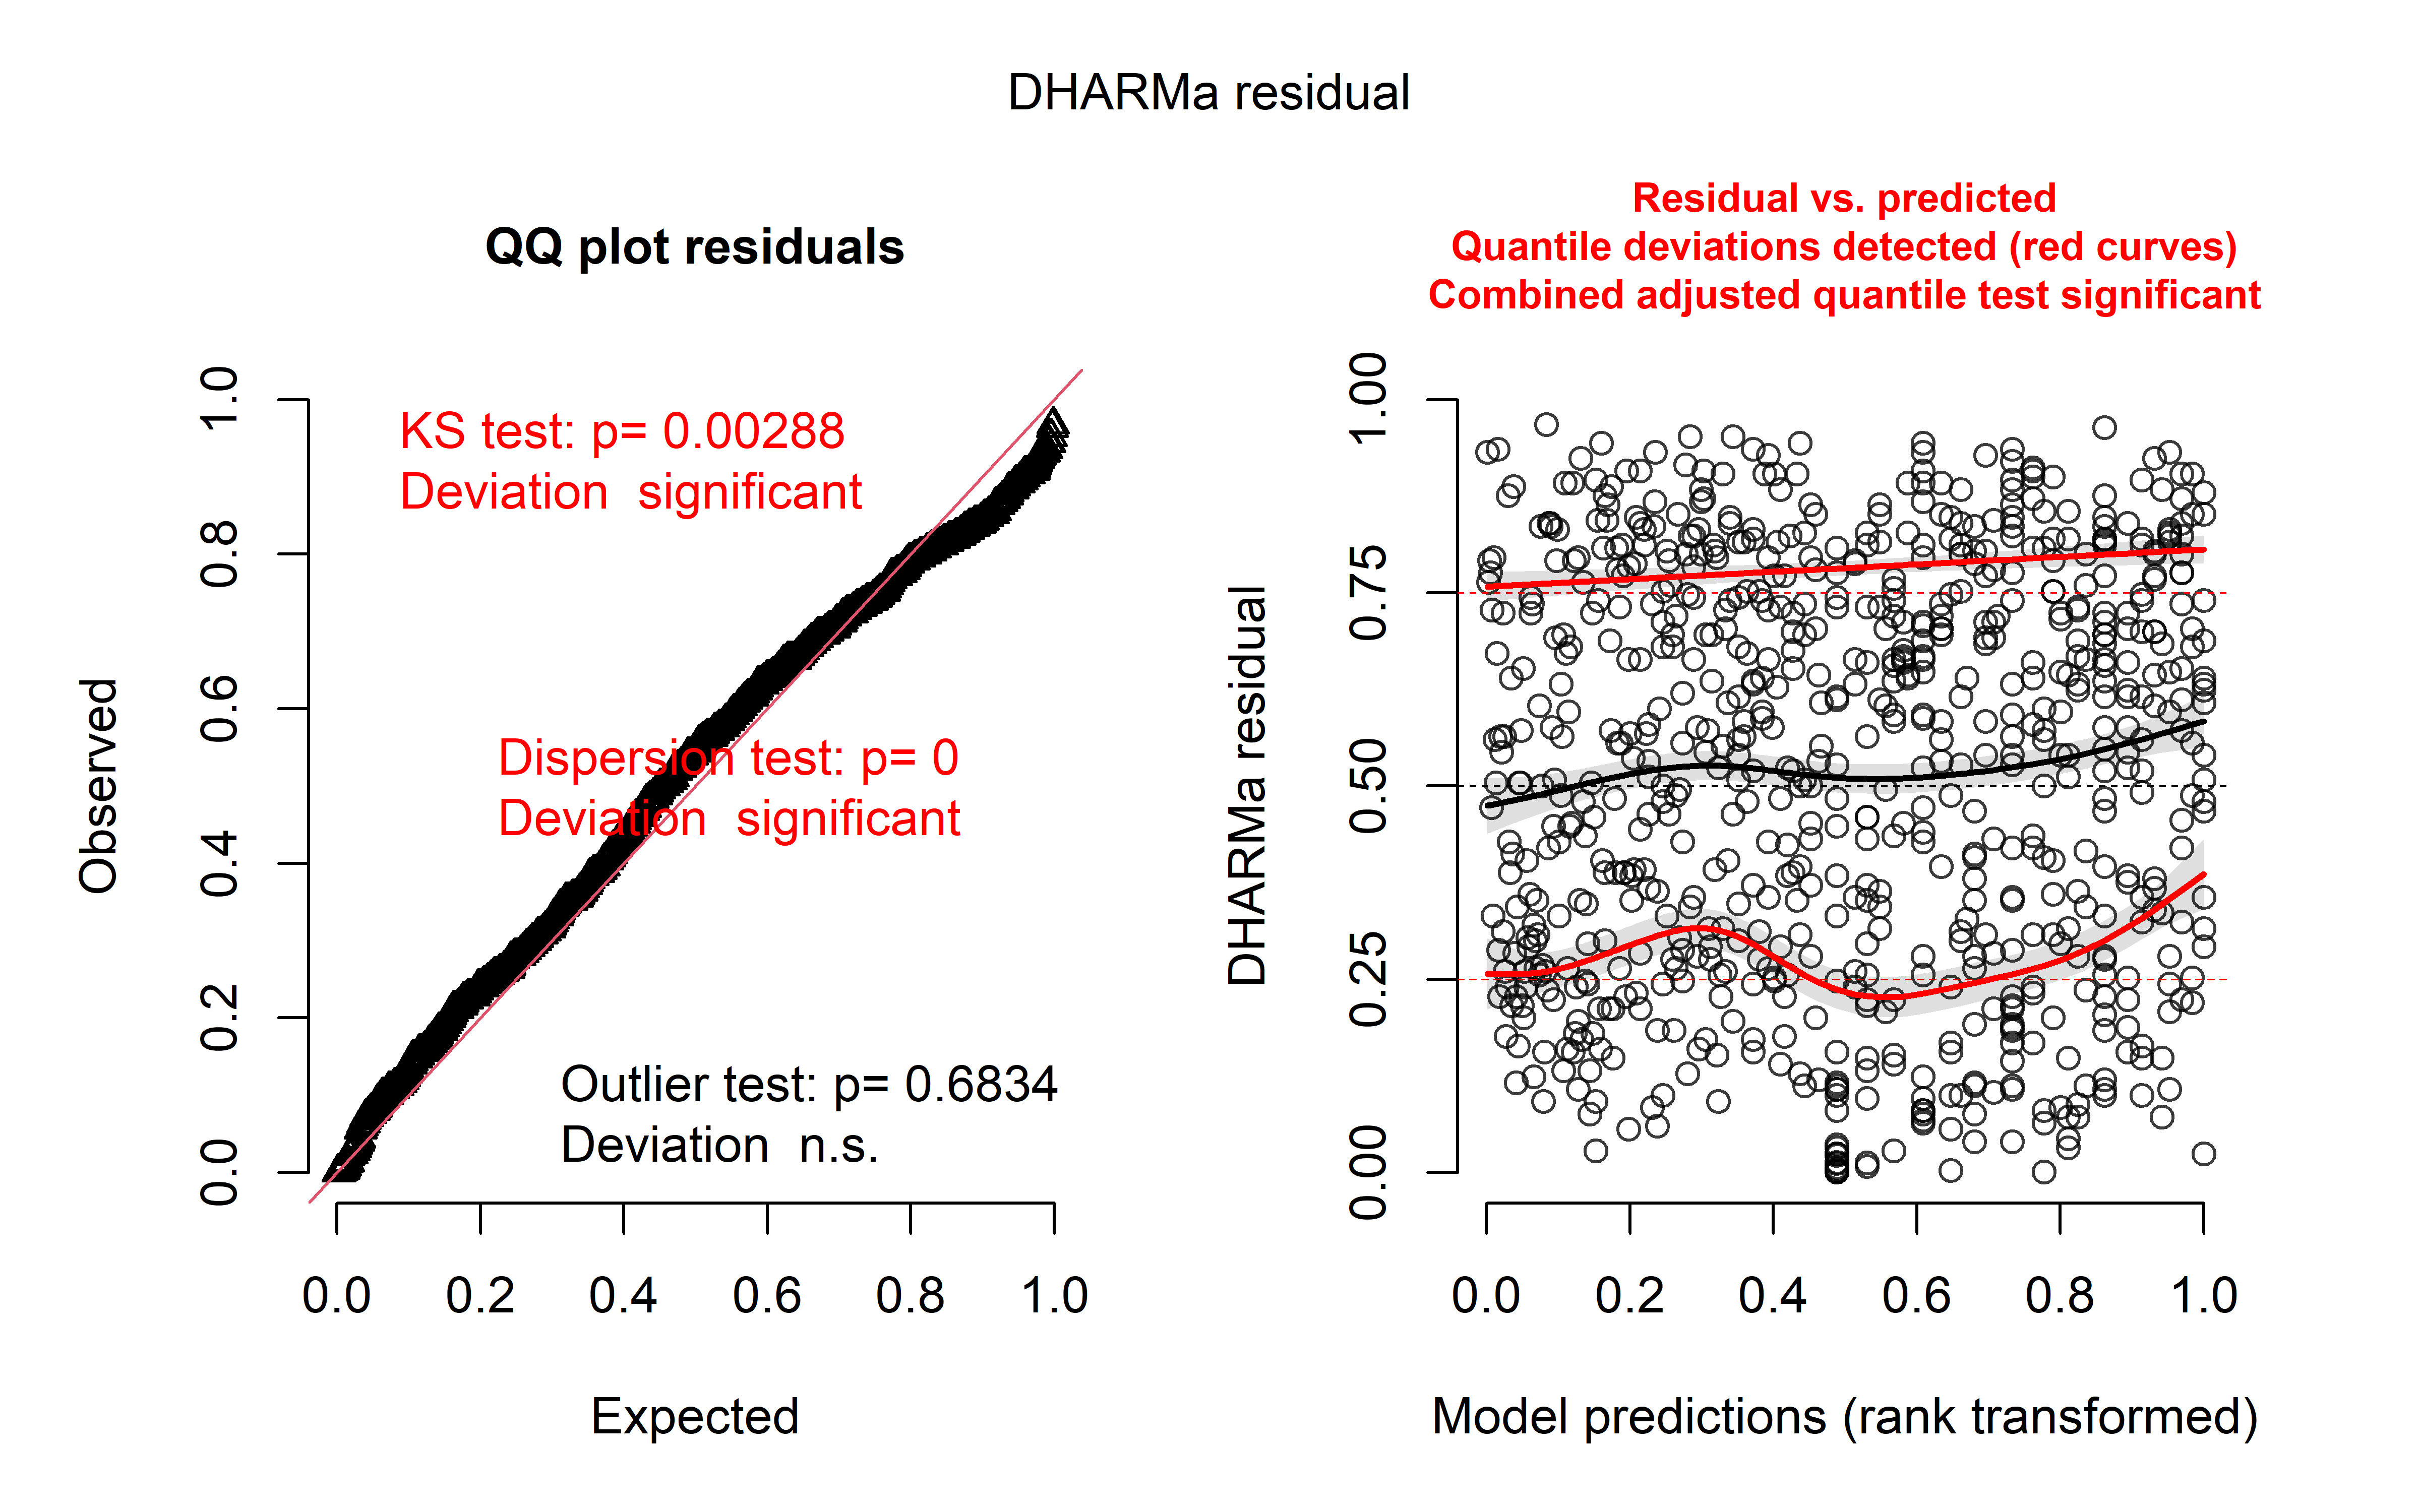 DHARMa residual
QQ plot residuals
KS test: p= 0.00288
Deviation  significant
Dispersion test: p= 0
Deviation  significant
Outlier test: p= 0.6834
Deviation  n.s.
Observed
0.0 0.2 0.4 0.6 0.8 1.0
0.0 0.2 0.4 0.6 0.8 1.0
Expected
Residual vs. predicted
Quantile deviations detected (red curves)
Combined adjusted quantile test significant
DHARMa residual
0.00 0.25 0.50 0.75 1.00
0.0 0.2 0.4 0.6 0.8 1.0
Model predictions (rank transformed)